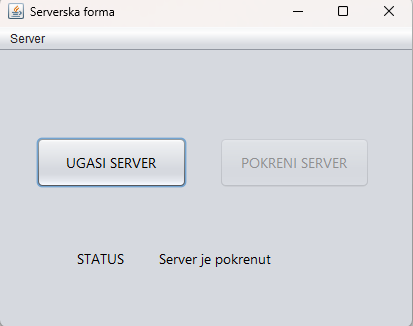 Serverska forma
Server
UGASI SERVER POKRENI SERVER
STATUS Server je pokrenut